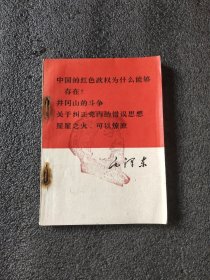 中国的红色政权为什么能够
存在？
井冈山的斗争
关于纠正党内的错误思想
星星之火，可以燎原
毛泽东